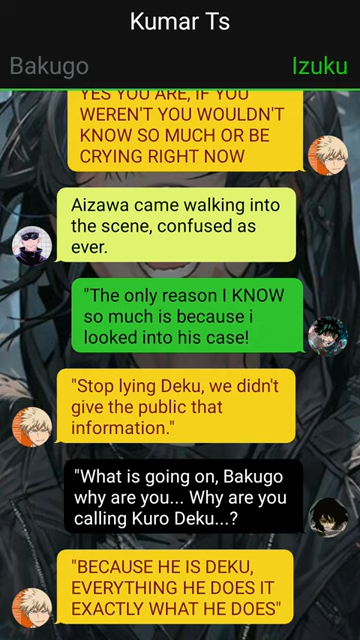 Kumar Ts
Bakugo
Izuku
YES YOU ARE, IF YOU
WEREN'T YOU WOULDN'T
KNOW SO MUCH OR BE
CRYING RIGHT NOW
Aizawa came walking into
the scene, confused as
ever.
"The only reason I KNOW
so much is because i
looked into his case!
"Stop lying Deku, we didn't
give the public that
information."
"What is going on, Bakugo
why are you... Why are you
calling Kuro Deku...?
"BECAUSE HE IS DEKU,
EVERYTHING HE DOES IT
EXACTLY WHAT HE DOES"